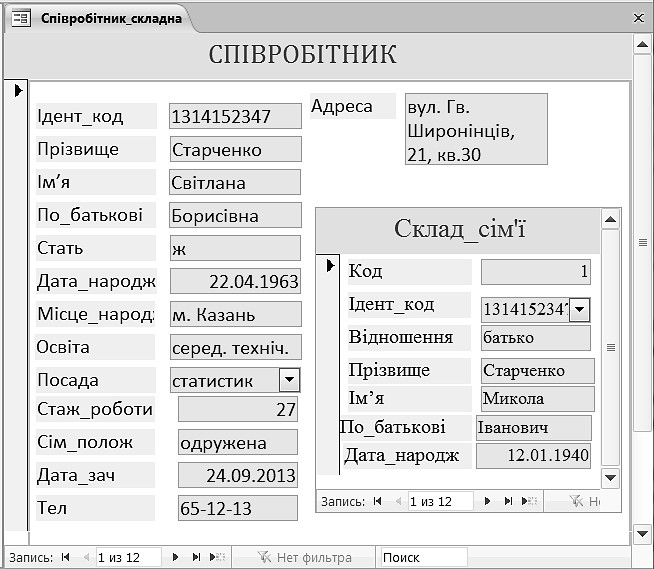 Співробітник_складна
СПІВРОБІТНИК
Ідент_код 1314152347
Прізвище Старченко
Ім’я Світлана
По_батькові Борисівна
Стать ж
Дата_народж 22.04.1963
Місце_народ м. Казань
Освіта серед. техніч.
Посада статистик
Стаж_роботи 27
Сім_полож одружена
Дата_зач 24.09.2013
Тел 65-12-13
Адреса вул. Гв.
Широнінців,
21, кв.30
Склад_сім'ї
Код 1
Ідент_код 1314152347
Відношення батько
Прізвище Старченко
Ім’я Микола
По_батькові Іванович
Дата_народж 12.01.1940
Запись: 1 из 12 Не
Запись: 1 из 12 Нет фильтра Поиск